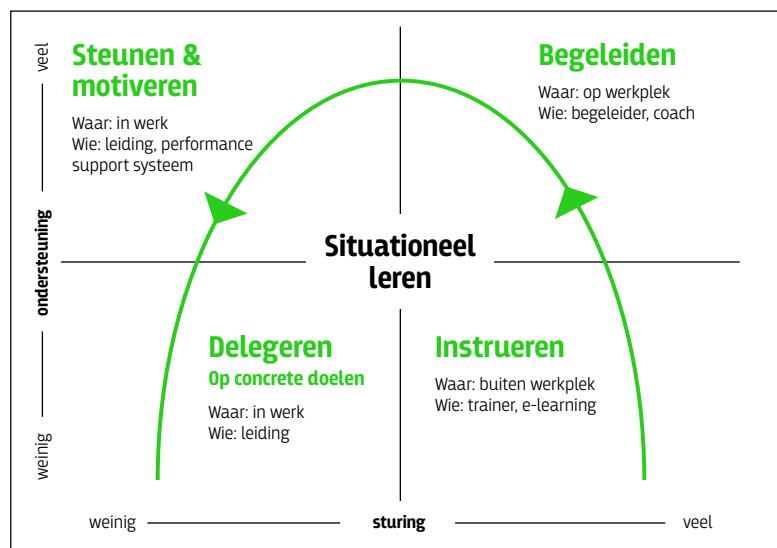 Steunen &
motiveren
Waar: in werk
Wie: leiding, performance
support systeem
Begeleiden
Waar: op werkplek
Wie: begeleider, coach
Situationeel
leren
Delegeren
Op concrete doelen
Waar: in werk
Wie: leiding
Instrueren
Waar: buiten werkplek
Wie: trainer, e-learning
veel
ondersteuning
weinig
weinig
sturing
veel